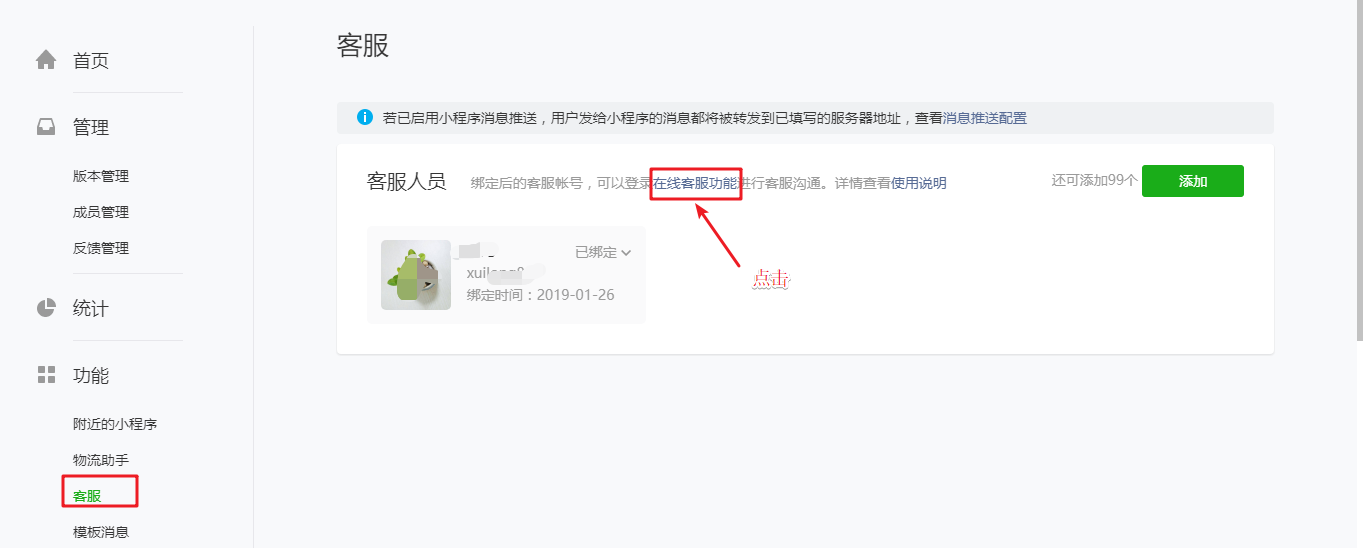 首页
管理
版本管理
成员管理
反馈管理
统计
功能
附近的小程序
物流助手
客服
模板消息
客服
若已启用小程序消息推送，用户发给小程序的消息都将被转发到已填写的服务器地址，查看消息推送配置
客服人员 绑定后的客服帐号，可以登录在线客服功能进行客服沟通。详情查看使用说明 还可添加99个 添加
已绑定
绑定时间：2019-01-26
点击